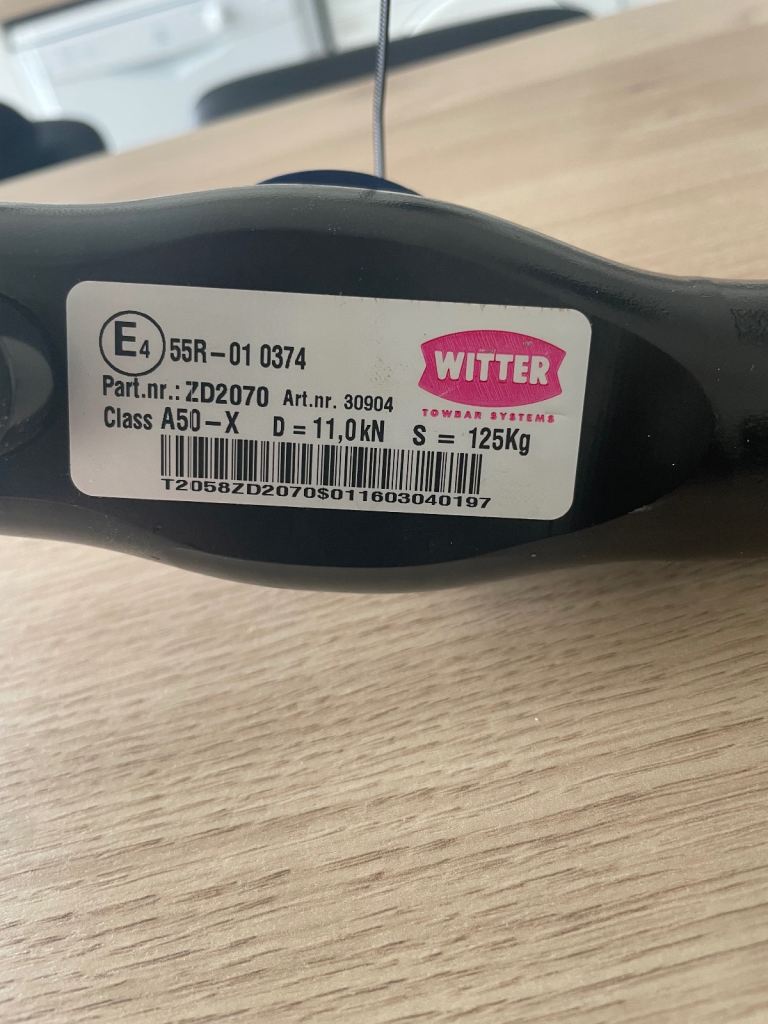 E4 55R-01 0374
WITTER
TOWBAR SYSTEMS
Part.nr.: ZD2070 Art.nr. 30904
Class A50-X D = 11,0kN S = 125Kg
T2058ZD2070$011603040197